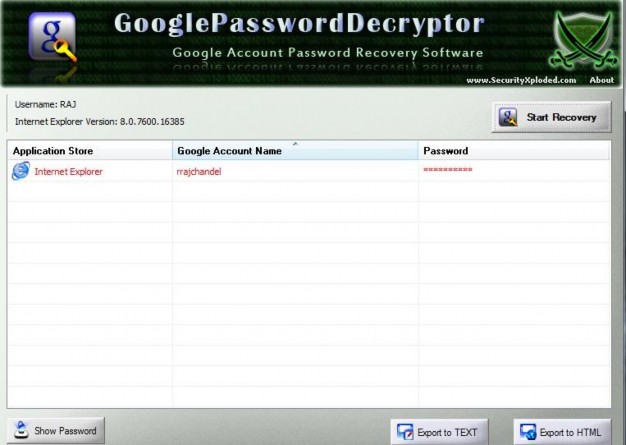 GooglePasswordDecryptor
Google Account Password Recovery Software
www.SecurityXploded.com About
Username: RAJ
Internet Explorer Version: 8.0.7600.16385
Start Recovery
Application Store Google Account Name Password
Internet Explorer rrajchandel **********
Show Password Export to TEXT Export to HTML